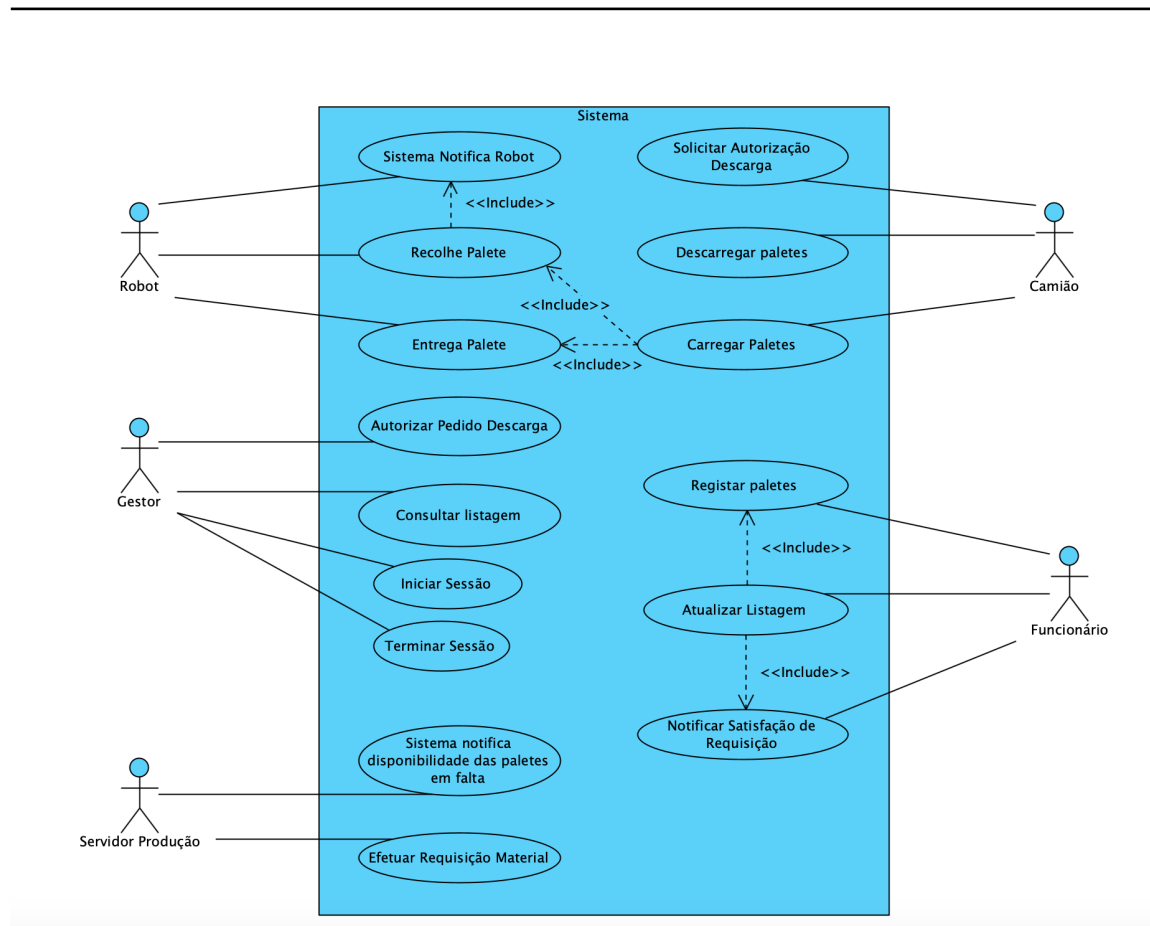 Sistema
Sistema Notifica Robot
Solicitar Autorização
Descarga
<<Include>>
Robot
Recolhe Palete
Descarregar paletes
Camião
<<Include>>
Entrega Palete
Carregar Paletes
<<Include>>
Autorizar Pedido Descarga
Gestor
Registar paletes
Consultar listagem
<<Include>>
Iniciar Sessão
Atualizar Listagem
Funcionário
Terminar Sessão
<<Include>>
Notificar Satisfação de
Requisição
Sistema notifica
disponibilidade das paletes
em falta
Servidor Produção
Efetuar Requisição Material